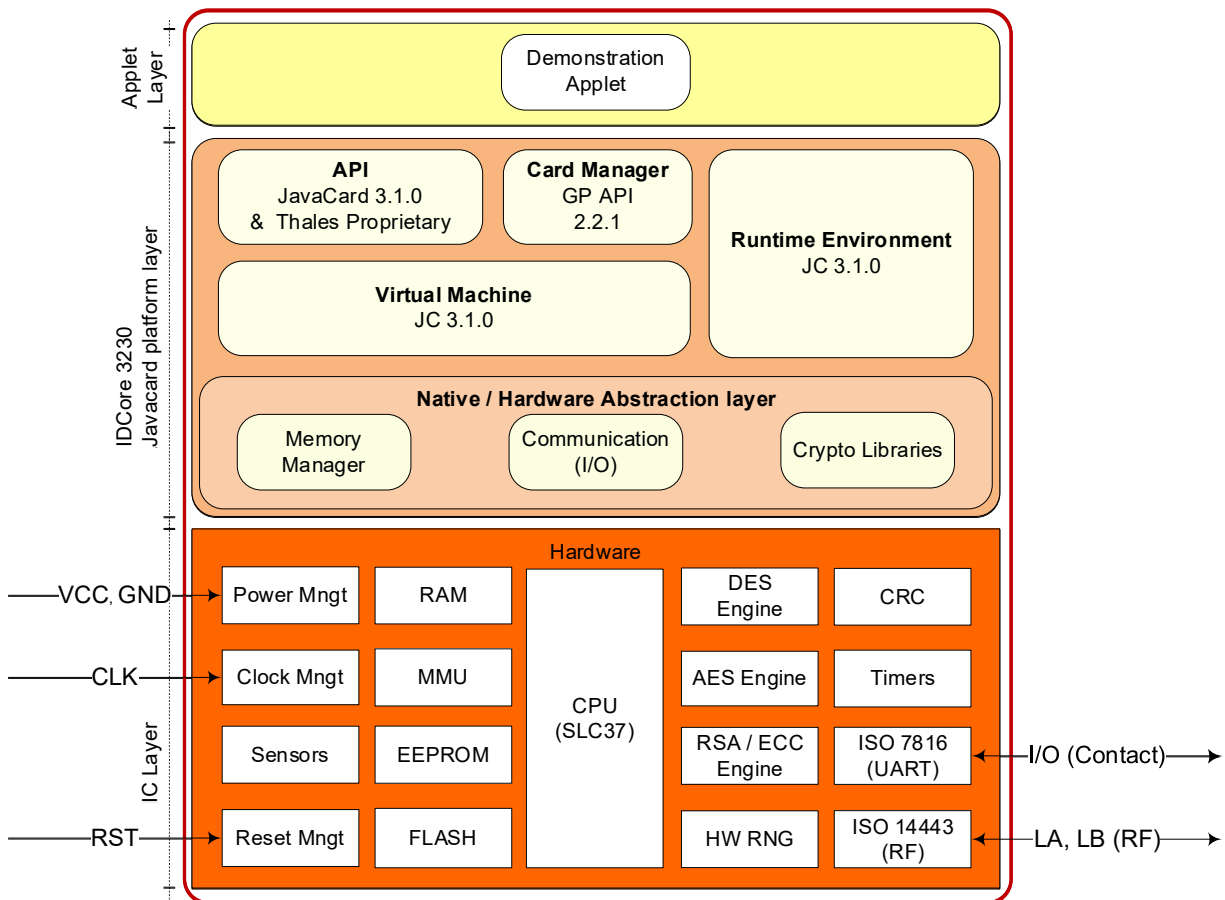 Applet
Layer
Demonstration
Applet
IDCore 3230
Javacard platform layer
API
JavaCard 3.1.0
& Thales Proprietary
Card Manager
GP API
2.2.1
Runtime Environment
JC 3.1.0
Virtual Machine
JC 3.1.0
Native / Hardware Abstraction layer
Memory
Manager
Communication
(I/O)
Crypto Libraries
IC Layer
Hardware
VCC, GND
Power Mngt
RAM
CPU
(SLC37)
DES
Engine
CRC
CLK
Clock Mngt
MMU
AES Engine
Timers
Sensors
EEPROM
RSA / ECC
Engine
ISO 7816
(UART)
I/O (Contact)
RST
Reset Mngt
FLASH
HW RNG
ISO 14443
(RF)
LA, LB (RF)